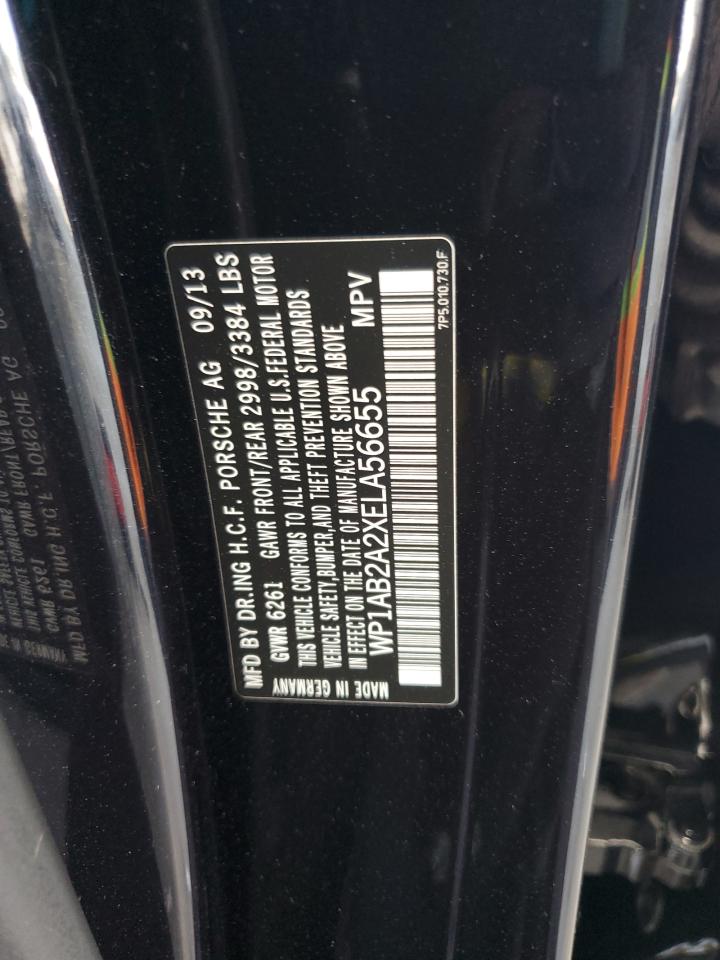 MFD BY DR.ING H.C.F. PORSCHE AG 09/13
GVWR 6261 GAWR FRONT/REAR 2998/3384 LBS
THIS VEHICLE CONFORMS TO ALL APPLICABLE U.S.FEDERAL MOTOR
VEHICLE SAFETY,BUMPER,AND THEFT PREVENTION STANDARDS
IN EFFECT ON THE DATE OF MANUFACTURE SHOWN ABOVE
WP1AB2A2XELA56655 MPV
MADE IN GERMANY
7P5.010.730.F